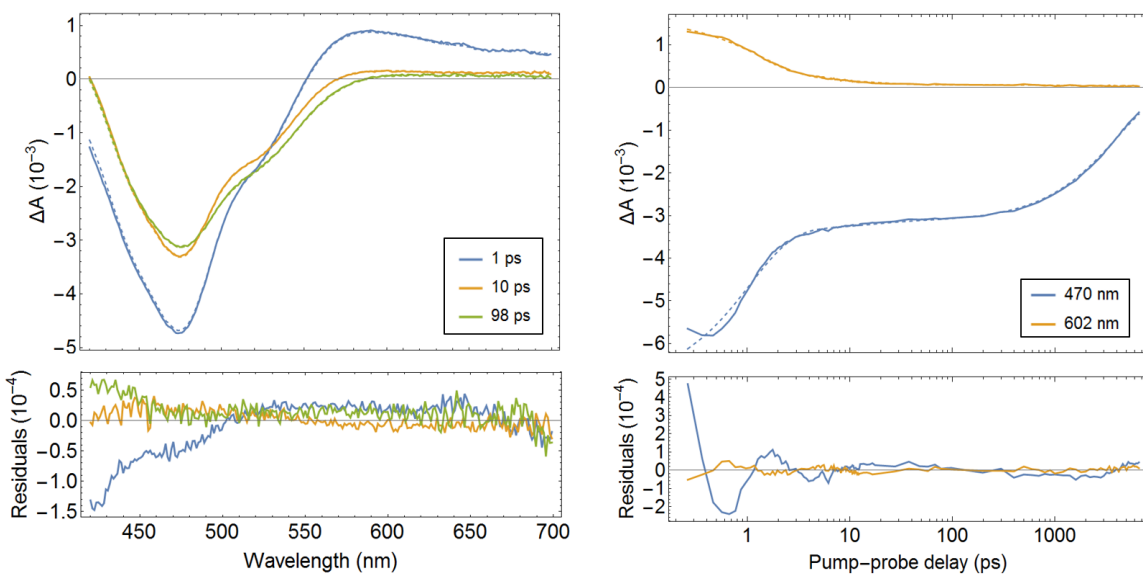 1
0
−1
−2
−3
−4
−5
ΔA (10⁻³)
1 ps
10 ps
98 ps
0.5
0.0
−0.5
−1.0
−1.5
Residuals (10⁻⁴)
450 500 550 600 650 700
Wavelength (nm)
1
0
−1
−2
−3
−4
−5
−6
ΔA (10⁻³)
470 nm
602 nm
5
4
3
2
1
0
−1
−2
Residuals (10⁻⁴)
1 10 100 1000
Pump−probe delay (ps)